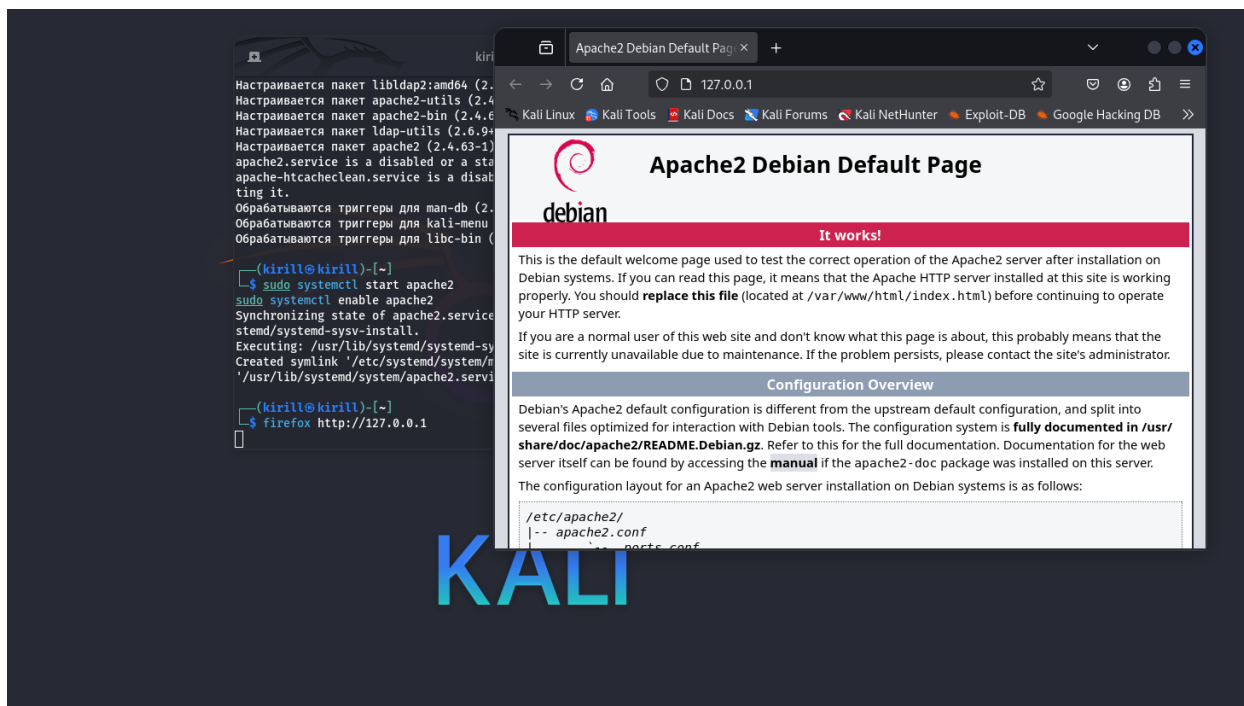 kiri
Настраивается пакет libldap2:amd64 (2.
Настраивается пакет apache2-utils (2.4
Настраивается пакет apache2-bin (2.4.6
Настраивается пакет ldap-utils (2.6.9+
Настраивается пакет apache2 (2.4.63-1)
apache2.service is a disabled or a sta
apache-htcacheclean.service is a disab
ting it.
Обрабатываются триггеры для man-db (2.
Обрабатываются триггеры для kali-menu
Обрабатываются триггеры для libc-bin (
┌──(kirill㉿kirill)-[~]
└─$ sudo systemctl start apache2
sudo systemctl enable apache2
Synchronizing state of apache2.service
stemd/systemd-sysv-install.
Executing: /usr/lib/systemd/systemd-sy
Created symlink '/etc/systemd/system/m
'/usr/lib/systemd/system/apache2.servi
┌──(kirill㉿kirill)-[~]
└─$ firefox http://127.0.0.1
Apache2 Debian Default Pag
127.0.0.1
Kali Linux Kali Tools Kali Docs Kali Forums Kali NetHunter Exploit-DB Google Hacking DB
Apache2 Debian Default Page
debian
It works!
This is the default welcome page used to test the correct operation of the Apache2 server after installation on
Debian systems. If you can read this page, it means that the Apache HTTP server installed at this site is working
properly. You should replace this file (located at /var/www/html/index.html) before continuing to operate
your HTTP server.
If you are a normal user of this web site and don't know what this page is about, this probably means that the
site is currently unavailable due to maintenance. If the problem persists, please contact the site's administrator.
Configuration Overview
Debian's Apache2 default configuration is different from the upstream default configuration, and split into
several files optimized for interaction with Debian tools. The configuration system is fully documented in /usr/
share/doc/apache2/README.Debian.gz. Refer to this for the full documentation. Documentation for the web
server itself can be found by accessing the manual if the apache2-doc package was installed on this server.
The configuration layout for an Apache2 web server installation on Debian systems is as follows:
/etc/apache2/
|-- apache2.conf
| `-- ports.conf
KALI